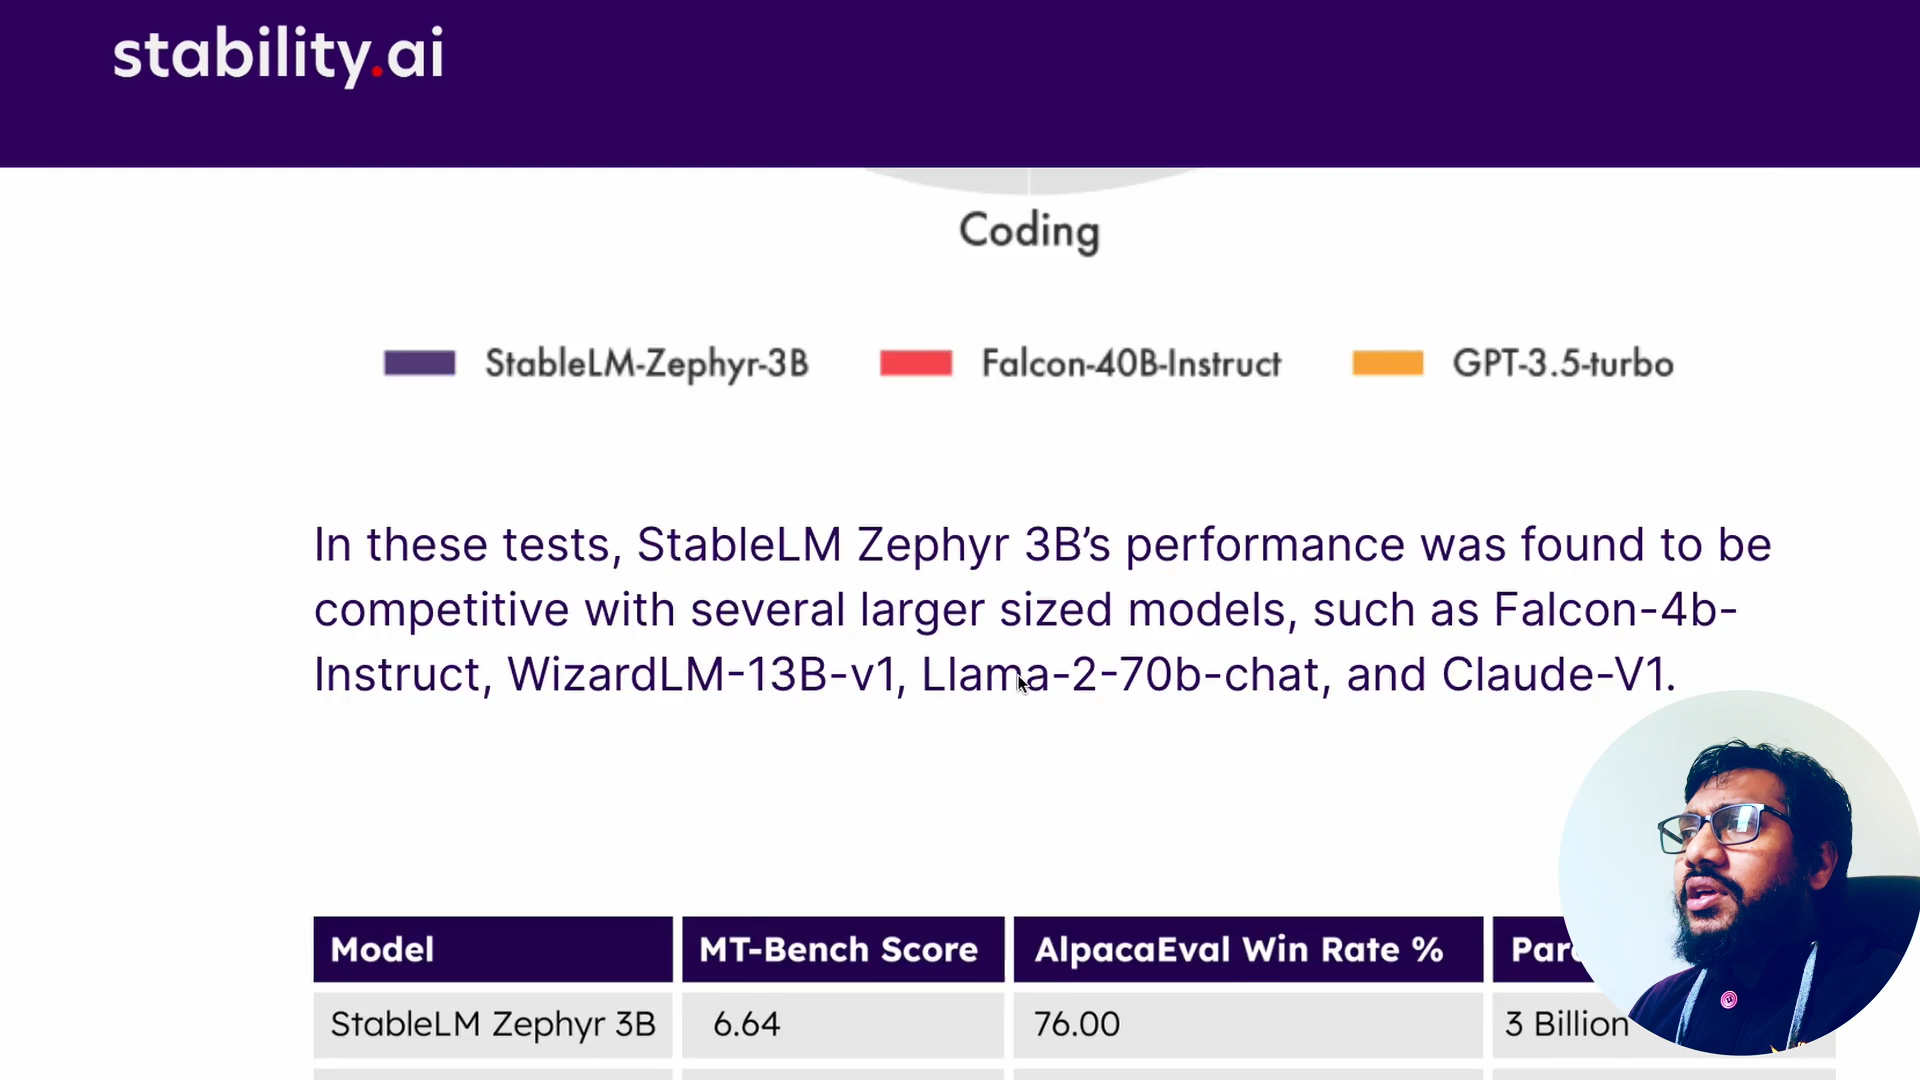 stability.ai
Coding
StableLM-Zephyr-3B Falcon-40B-Instruct GPT-3.5-turbo
In these tests, StableLM Zephyr 3B’s performance was found to be
competitive with several larger sized models, such as Falcon-4b-
Instruct, WizardLM-13B-v1, Llama-2-70b-chat, and Claude-V1.
Model MT-Bench Score AlpacaEval Win Rate %
StableLM Zephyr 3B 6.64 76.00 3 Billion